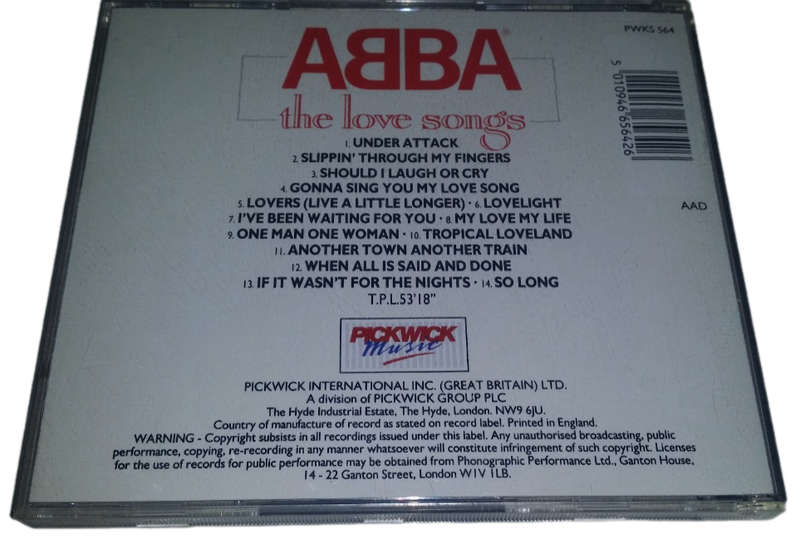 PWKS 564
ABBA®
the love songs
5 010946 656426
AAD
1. UNDER ATTACK
2. SLIPPIN' THROUGH MY FINGERS
3. SHOULD I LAUGH OR CRY
4. GONNA SING YOU MY LOVE SONG
5. LOVERS (LIVE A LITTLE LONGER) · 6. LOVELIGHT
7. I'VE BEEN WAITING FOR YOU · 8. MY LOVE MY LIFE
9. ONE MAN ONE WOMAN · 10. TROPICAL LOVELAND
11. ANOTHER TOWN ANOTHER TRAIN
12. WHEN ALL IS SAID AND DONE
13. IF IT WASN'T FOR THE NIGHTS · 14. SO LONG
T.P.L.53'18"
PICKWICK
Music
PICKWICK INTERNATIONAL INC. (GREAT BRITAIN) LTD.
A division of PICKWICK GROUP PLC
The Hyde Industrial Estate, The Hyde, London. NW9 6JU.
Country of manufacture of record as stated on record label. Printed in England.
WARNING - Copyright subsists in all recordings issued under this label. Any unauthorised broadcasting, public
performance, copying, re-recording in any manner whatsoever will constitute infringement of such copyright. Licenses
for the use of records for public performance may be obtained from Phonographic Performance Ltd., Ganton House,
14 - 22 Ganton Street, London W1V 1LB.